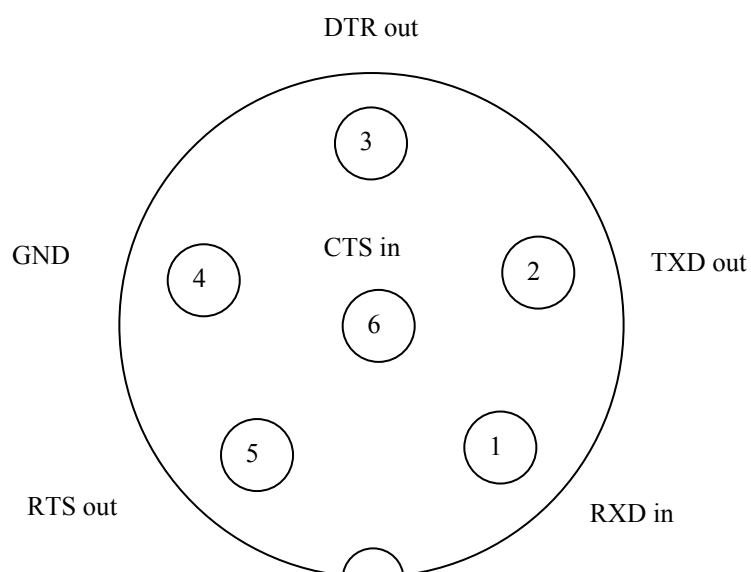 DTR out
3
GND
CTS in
TXD out
4
2
6
5
1
RTS out
RXD in